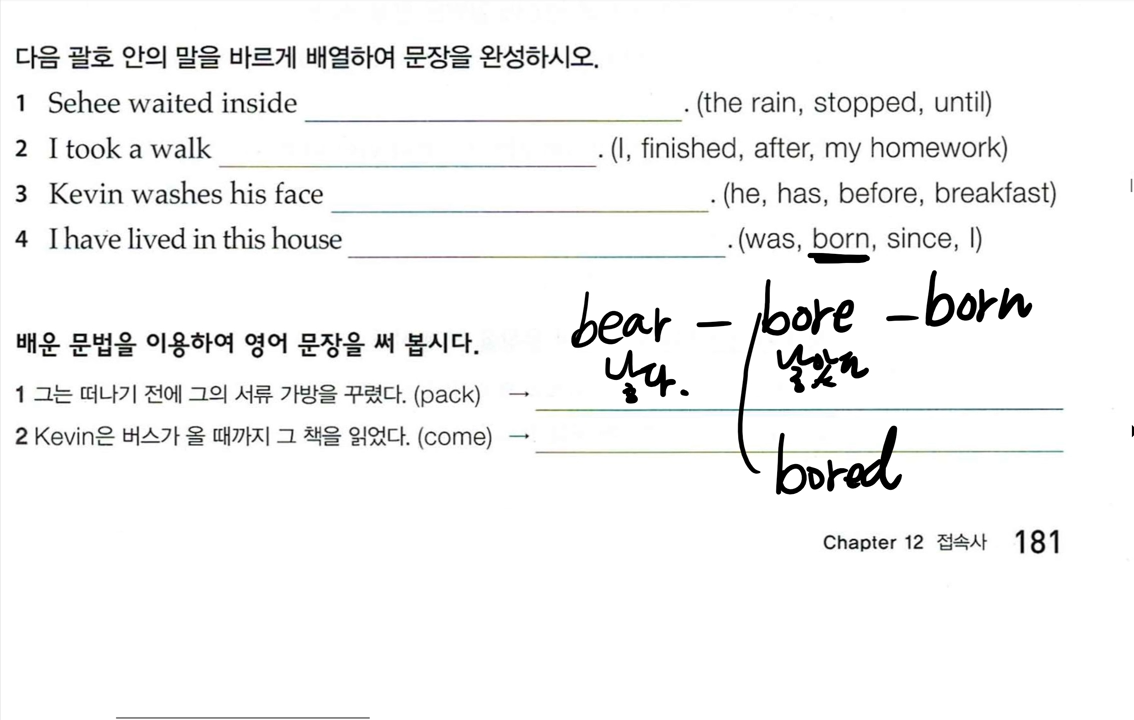 다음 괄호 안의 말을 바르게 배열하여 문장을 완성하시오.
1 Sehee waited inside . (the rain, stopped, until)
2 I took a walk . (I, finished, after, my homework)
3 Kevin washes his face . (he, has, before, breakfast)
4 I have lived in this house . (was, born, since, I)
bear – bore – born
낳다. 낳았다
배운 문법을 이용하여 영어 문장을 써 봅시다.
1 그는 떠나기 전에 그의 서류 가방을 꾸렸다. (pack) →
2 Kevin은 버스가 올 때까지 그 책을 읽었다. (come) →
bored
Chapter 12 접속사 181